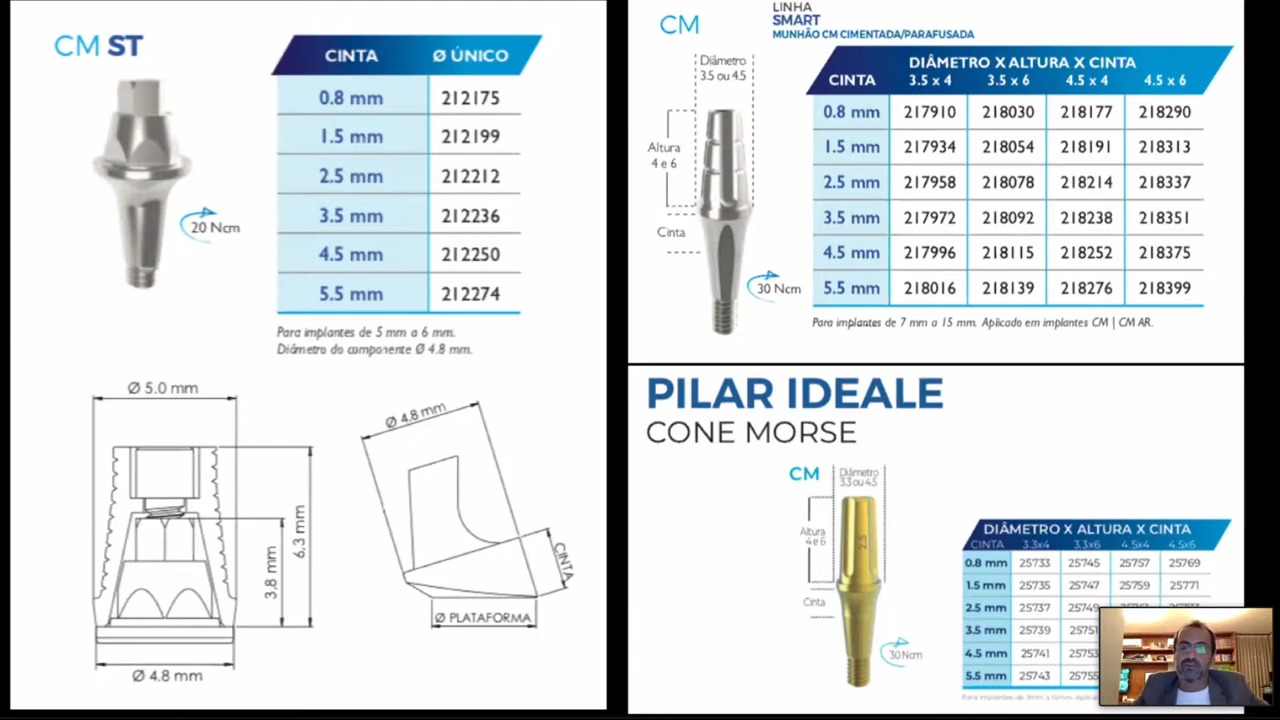 CM ST
CINTA Ø ÚNICO
0.8 mm 212175
1.5 mm 212199
2.5 mm 212212
3.5 mm 212236
4.5 mm 212250
5.5 mm 212274
20 Ncm
Para implantes de 5 mm a 6 mm.
Diâmetro do componente Ø 4.8 mm.
Ø 5.0 mm
6,3 mm
3,8 mm
Ø 4.8 mm
Ø 4.8 mm
CINTA
Ø PLATAFORMA
CM
LINHA
SMART
MUNHÃO CM CIMENTADA/PARAFUSADA
Diâmetro
3.5 ou 4.5
Altura
4 e 6
Cinta
30 Ncm
DIÂMETRO X ALTURA X CINTA
CINTA 3.5 x 4 3.5 x 6 4.5 x 4 4.5 x 6
0.8 mm 217910 218030 218177 218290
1.5 mm 217934 218054 218191 218313
2.5 mm 217958 218078 218214 218337
3.5 mm 217972 218092 218238 218351
4.5 mm 217996 218115 218252 218375
5.5 mm 218016 218139 218276 218399
Para implantes de 7 mm a 15 mm. Aplicado em implantes CM | CM AR.
PILAR IDEALE
CONE MORSE
CM
Diâmetro
3.3 ou 4.5
Altura
4 e 6
2.5
Cinta
30 Ncm
DIÂMETRO X ALTURA X CINTA
CINTA 3.3x4 3.3x6 4.5x4 4.5x6
0.8 mm 25733 25745 25757 25769
1.5 mm 25735 25747 25759 25771
2.5 mm 25737 25749
3.5 mm 25739 25751
4.5 mm 25741 25753
5.5 mm 25743 25755